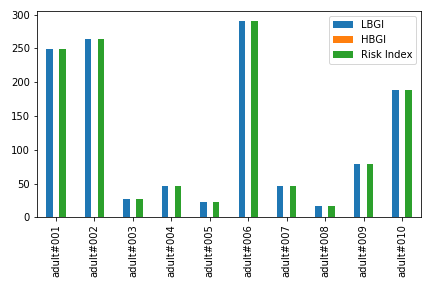 300
250
200
150
100
50
0
LBGI
HBGI
Risk Index
adult#001
adult#002
adult#003
adult#004
adult#005
adult#006
adult#007
adult#008
adult#009
adult#010